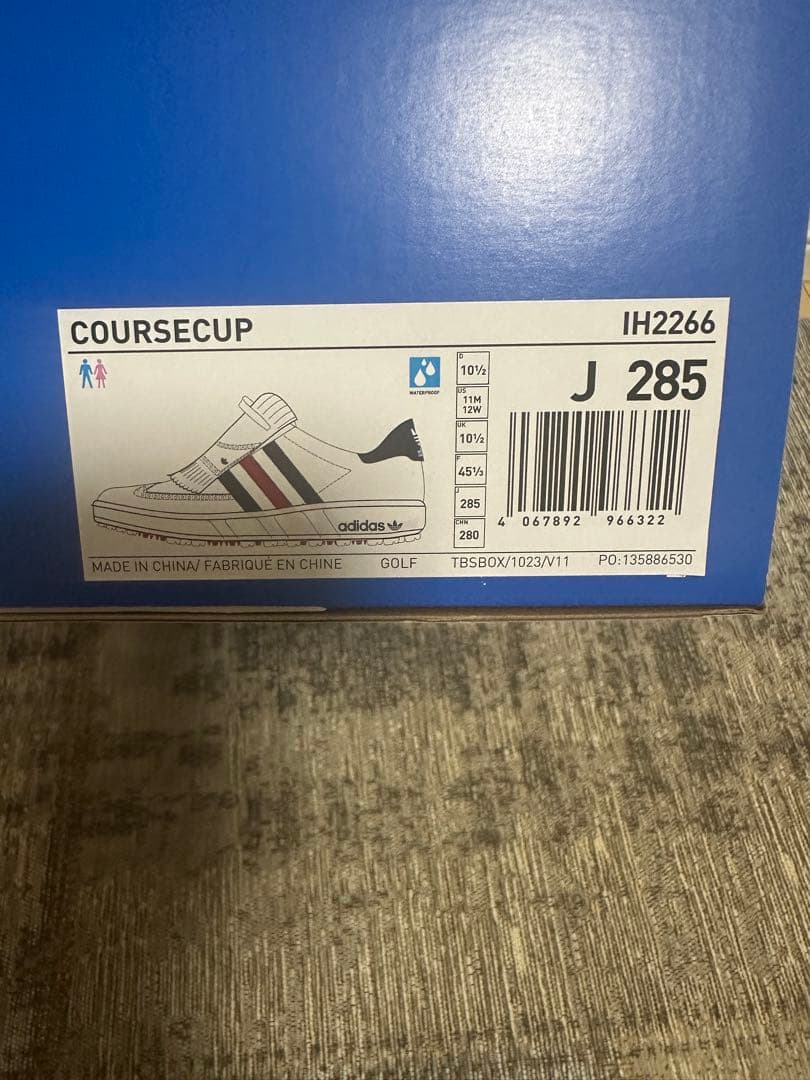 COURSECUP
IH2266
WATERPROOF
D
10½
US
11M
12W
UK
10½
F
45⅓
J
285
CHN
280
J 285
4 067892 966322
adidas
MADE IN CHINA/ FABRIQUÉ EN CHINE GOLF TBSBOX/1023/V11 PO:135886530